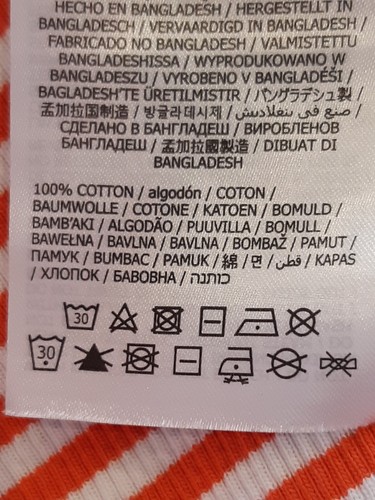 HECHO EN BANGLADESH / HERGESTELLT IN
BANGLADESCH / VERVAARDIGD IN BANGLADESH /
FABRICADO NO BANGLADESH / VALMISTETTU
BANGLADESHISSA / WYPRODUKOWANO W
BANGLADESZU / VYROBENO V BANGLADÉŠI /
BAGLADESH'TE ÜRETILMISTIR / バングラデシュ製 /
孟加拉国制造 / 방글라데시제 / صنع في بنغلاديش /
СДЕЛАНО В БАНГЛАДЕШ / ВИРОБЛЕНОВ
БАНГЛАДЕШ / 孟加拉國製造 / DIBUAT DI
BANGLADESH
100% COTTON / algodón / COTON /
BAUMWOLLE / COTONE / KATOEN / BOMULD /
BAMB'AKI / ALGODÃO / PUUVILLA / BOMULL /
BAWEŁNA / BAVLNA / BAVLNA / BOMBAŽ / PAMUT /
ПАМУК / BUMBAC / PAMUK / 綿 / 면 / قطن / KAPAS
/ ХЛОПОК / БАВОВНА / כותנה
30
30